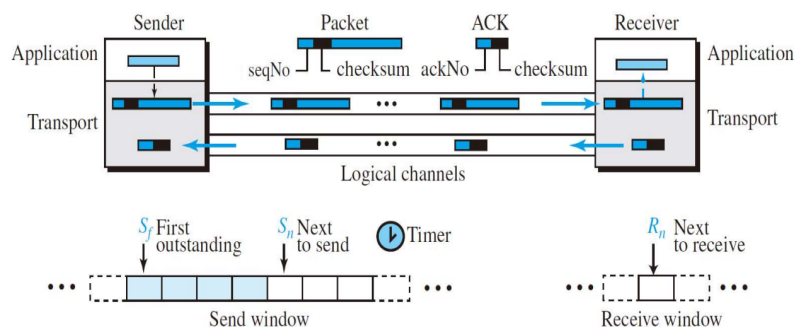 Sender
Packet
ACK
Receiver
Application
Application
seqNo
checksum
ackNo
checksum
Transport
Transport
Logical channels
Sf First
outstanding
Sn Next
to send
Timer
Rn Next
to receive
Send window
Receive window